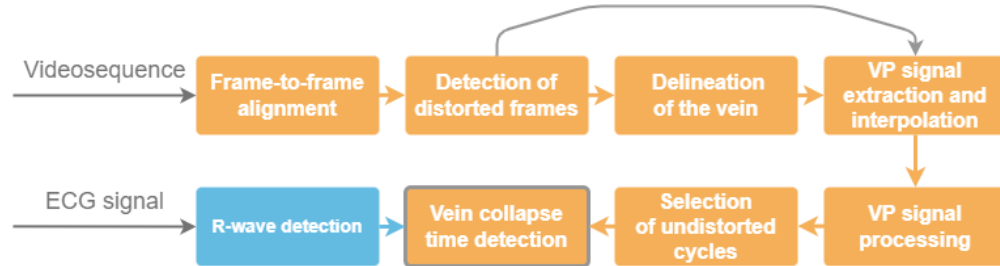 Videosequence
Frame-to-frame
alignment
Detection of
distorted frames
Delineation
of the vein
VP signal
extraction and
interpolation
ECG signal
R-wave detection
Vein collapse
time detection
Selection
of undistorted
cycles
VP signal
processing